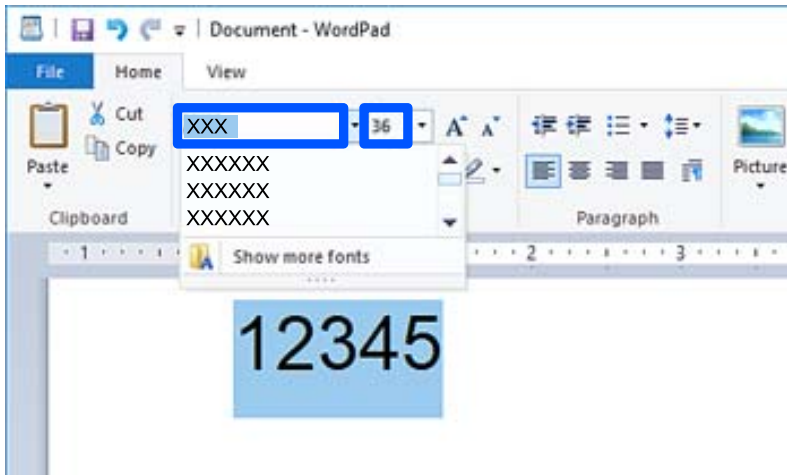 Document - WordPad
File Home View
Cut
XXX 36 A A
Copy
Paste
XXXXXX
XXXXXX
XXXXXX
Picture
Clipboard
Paragraph
Show more fonts
1 2 3
12345